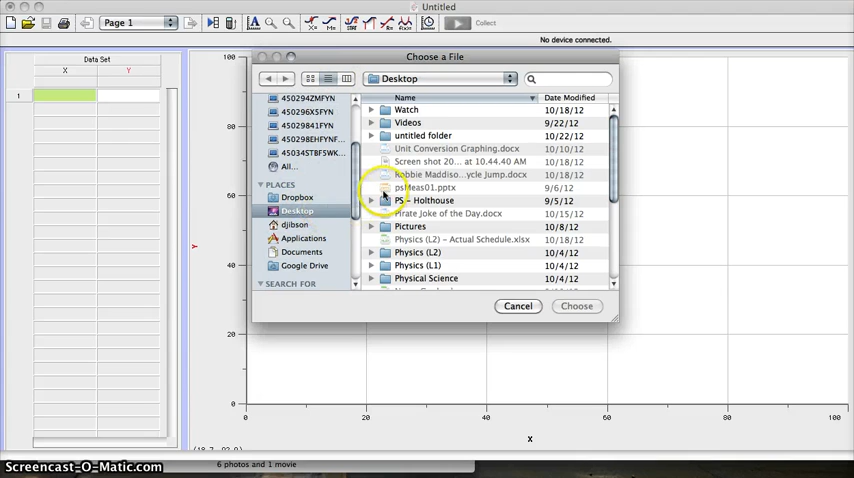 Untitled
Page 1
Collect
No device connected.
Data Set
X
Y
1
100
80
60
40
20
0
Y
0
20
40
60
80
100
X
Choose a File
Desktop
450294ZMFYN
450296X5FYN
45029841FYN
450298EHFYNF...
45034STBF5WK...
All...
PLACES
Dropbox
Desktop
djibson
Applications
Documents
Google Drive
SEARCH FOR
Name
Date Modified
Watch
10/18/12
Videos
9/22/12
untitled folder
10/22/12
Unit Conversion Graphing.docx
10/10/12
Screen shot 20... at 10.44.40 AM
10/18/12
Robbie Maddiso...ycle Jump.docx
10/18/12
psMeas01.pptx
9/6/12
PS - Holthouse
9/5/12
Pirate Joke of the Day.docx
10/15/12
Pictures
10/8/12
Physics (L2) - Actual Schedule.xlsx
10/18/12
Physics (L2)
10/4/12
Physics (L1)
10/4/12
Physical Science
10/4/12
Cancel
Choose
6 photos and 1 movie
Screencast-O-Matic.com